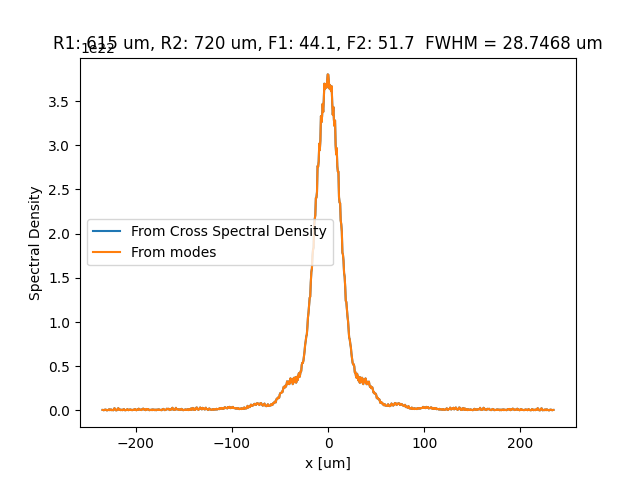 R1: 615 um, R2: 720 um, F1: 44.1, F2: 51.7  FWHM = 28.7468 um
1e22
3.5
3.0
2.5
2.0
1.5
1.0
0.5
0.0
Spectral Density
From Cross Spectral Density
From modes
−200
−100
0
100
200
x [um]